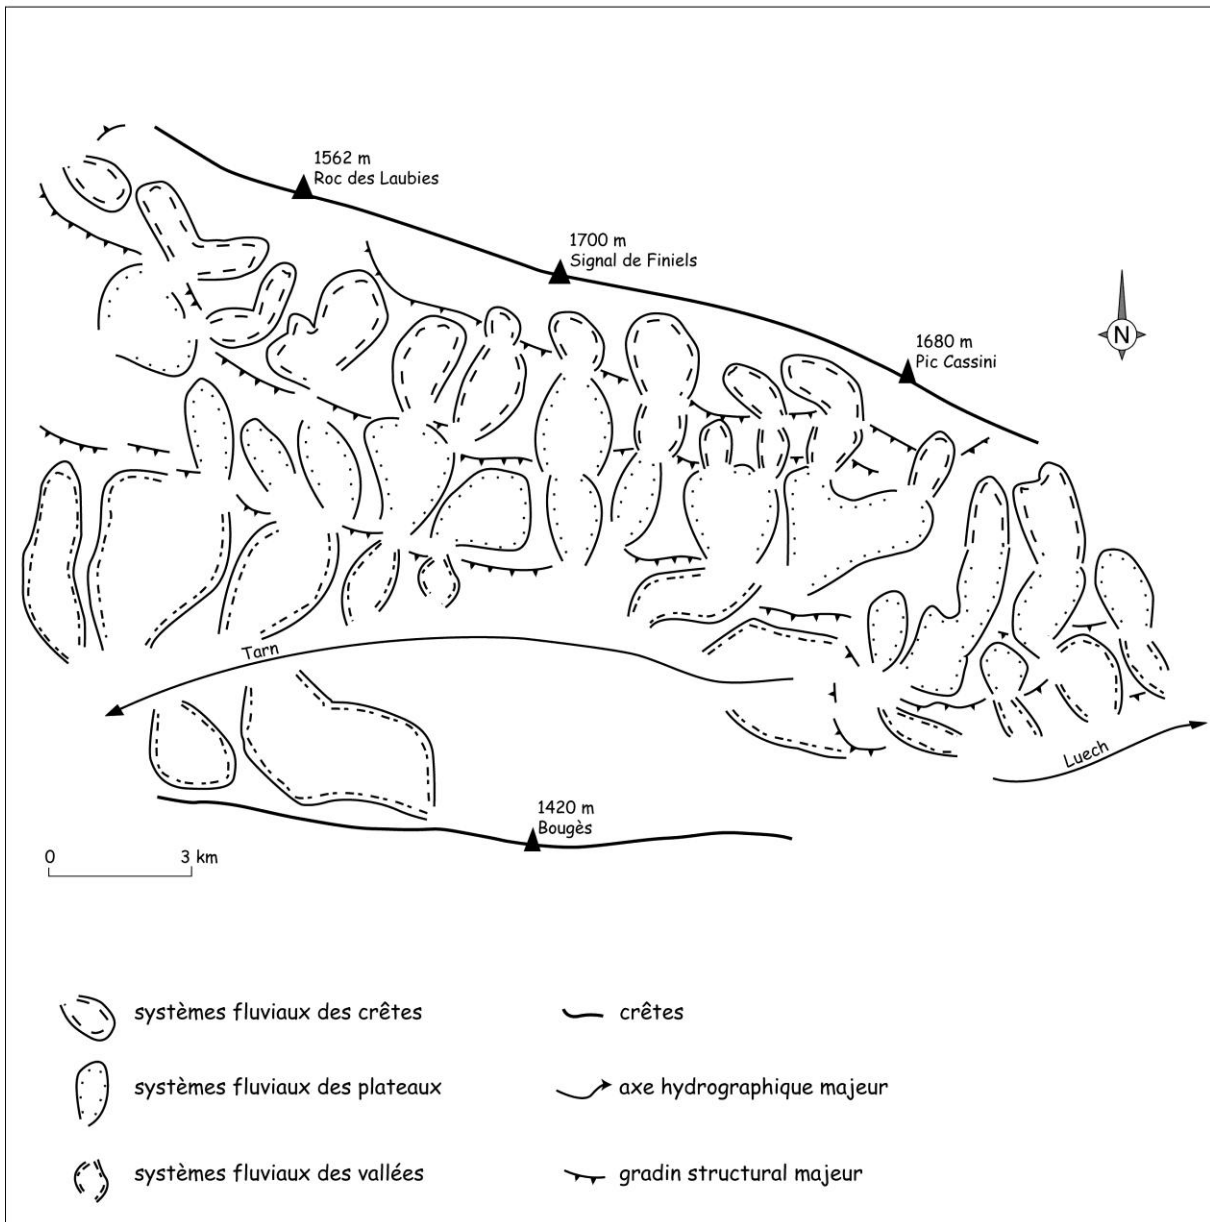 1562 m
Roc des Laubies
1700 m
Signal de Finiels
N
1680 m
Pic Cassini
Tarn
Luech
1420 m
Bougès
0 3 km
systèmes fluviaux des crêtes
crêtes
systèmes fluviaux des plateaux
axe hydrographique majeur
systèmes fluviaux des vallées
gradin structural majeur